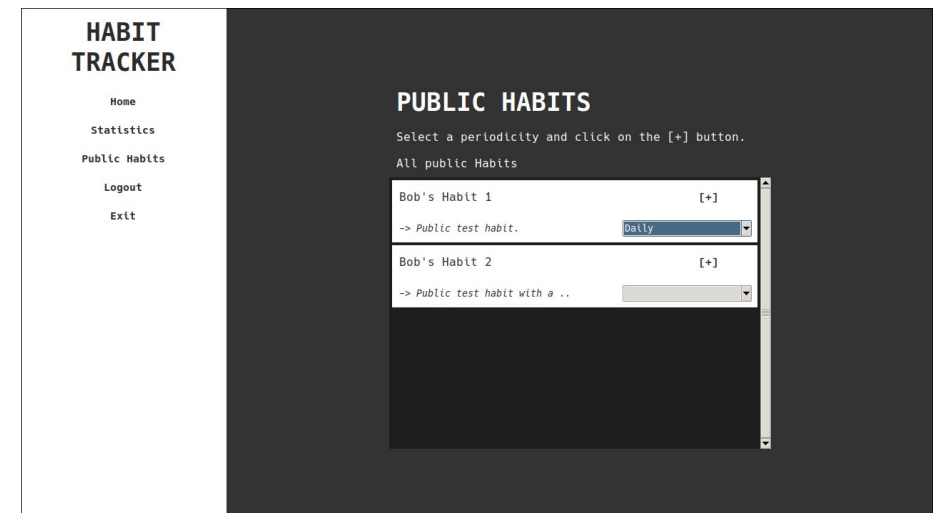 HABIT
TRACKER
Home
Statistics
Public Habits
Logout
Exit
PUBLIC HABITS
Select a periodicity and click on the [+] button.
All public Habits
Bob's Habit 1 [+]
-> Public test habit. Daily
Bob's Habit 2 [+]
-> Public test habit with a ..